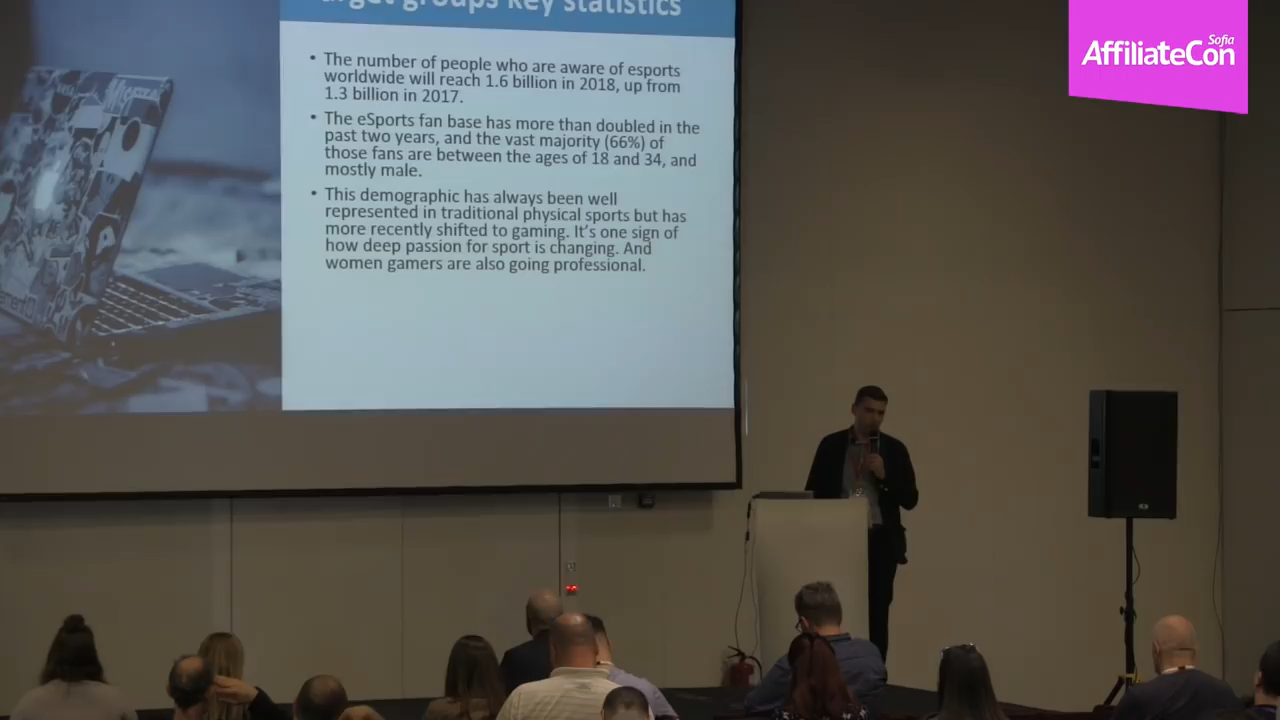 groups key statistics
• The number of people who are aware of esports
worldwide will reach 1.6 billion in 2018, up from
1.3 billion in 2017.
• The eSports fan base has more than doubled in the
past two years, and the vast majority (66%) of
those fans are between the ages of 18 and 34, and
mostly male.
• This demographic has always been well
represented in traditional physical sports but has
more recently shifted to gaming. It's one sign of
how deep passion for sport is changing. And
women gamers are also going professional.
Sofia
AffiliateCon